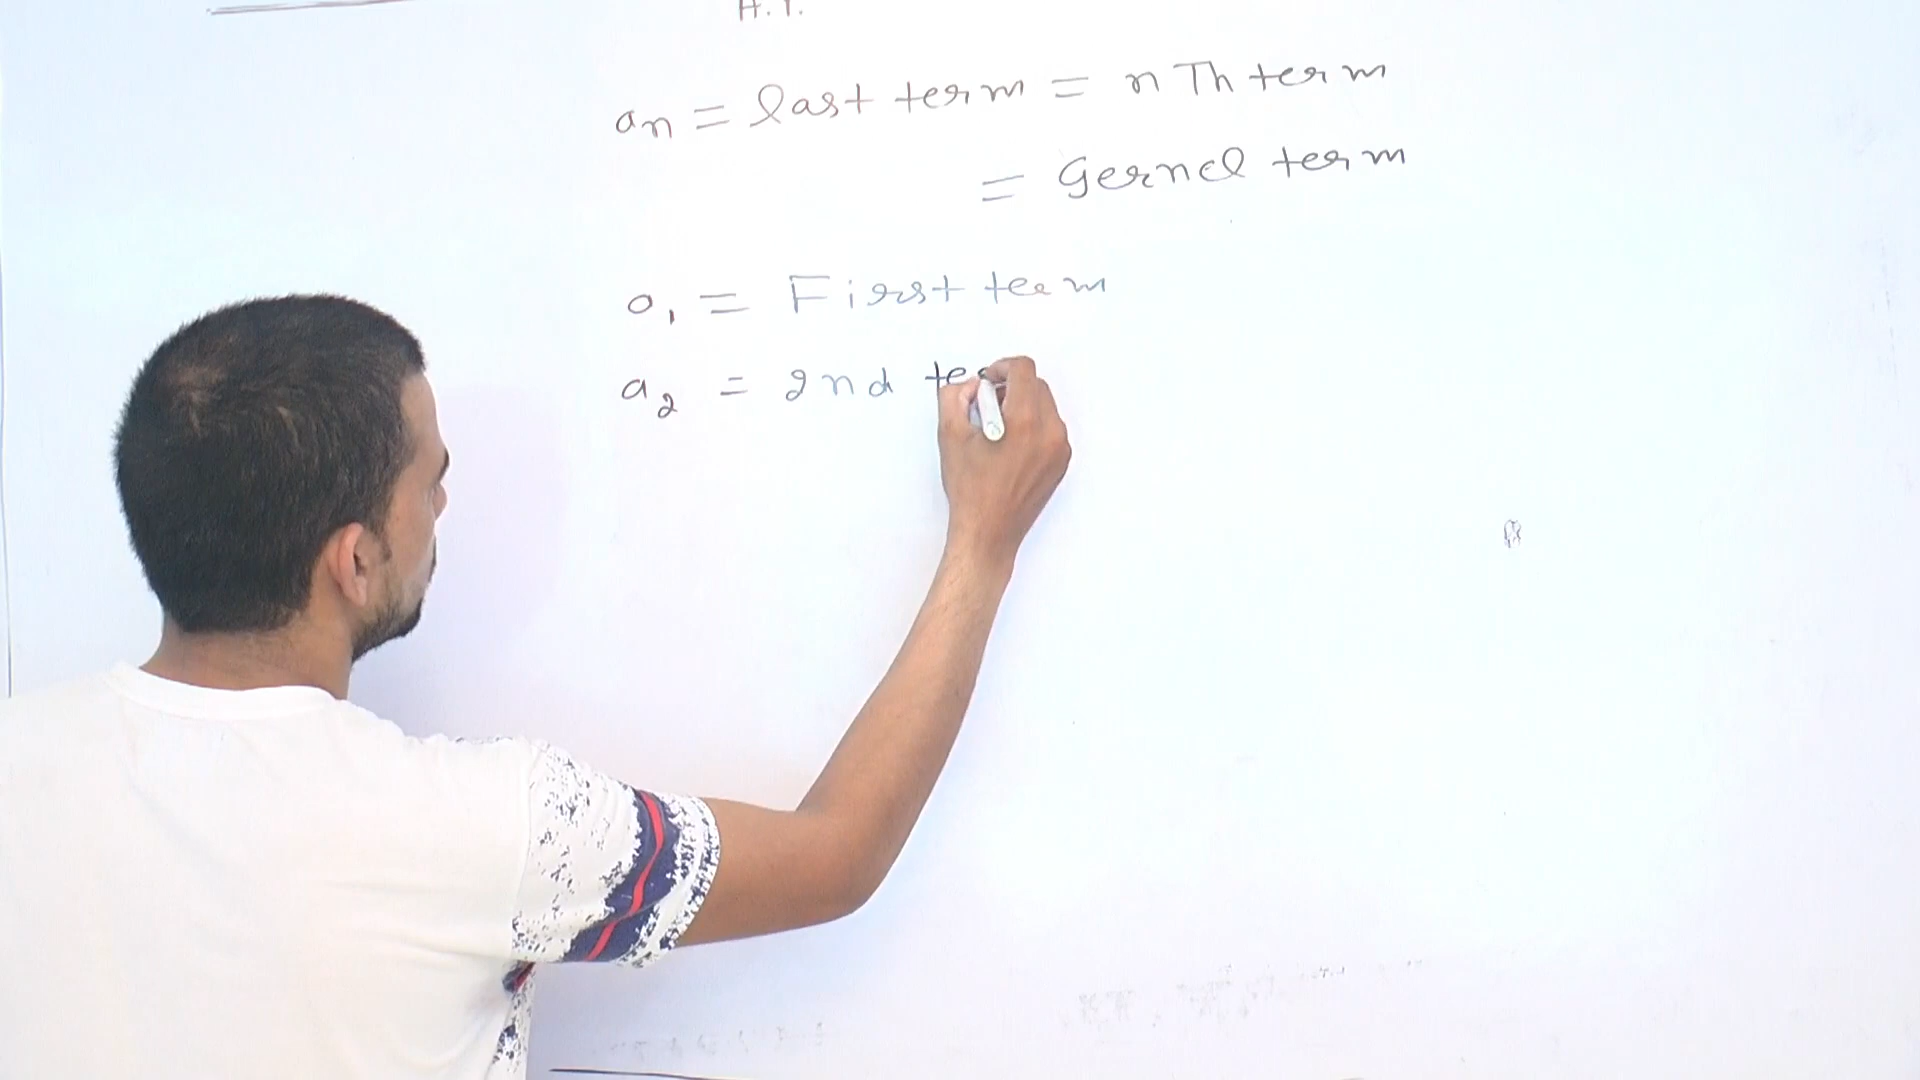 an = last term = nTh term
= Gernel term
a1 = First term
a2 = 2nd te